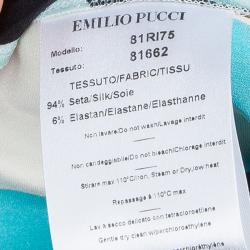 EMILIO PUCCI
Modello: 81RI75
Tessuto: 81662
TESSUTO/FABRIC/TISSU
94% Seta/Silk/Soie
6% Elastan/Elastane/Elasthanne
Non lavare.Do not wash/Lavage interdit
Non candeggiabile/Do not bleach/Chlorage interdit
Stirare max 110°C/Iron, Steam or Dry,low heat
Repassage à 110°C max
Lav.a secco delicato con tetracloroetilene
Gentle dry clean w/perchloroethylene